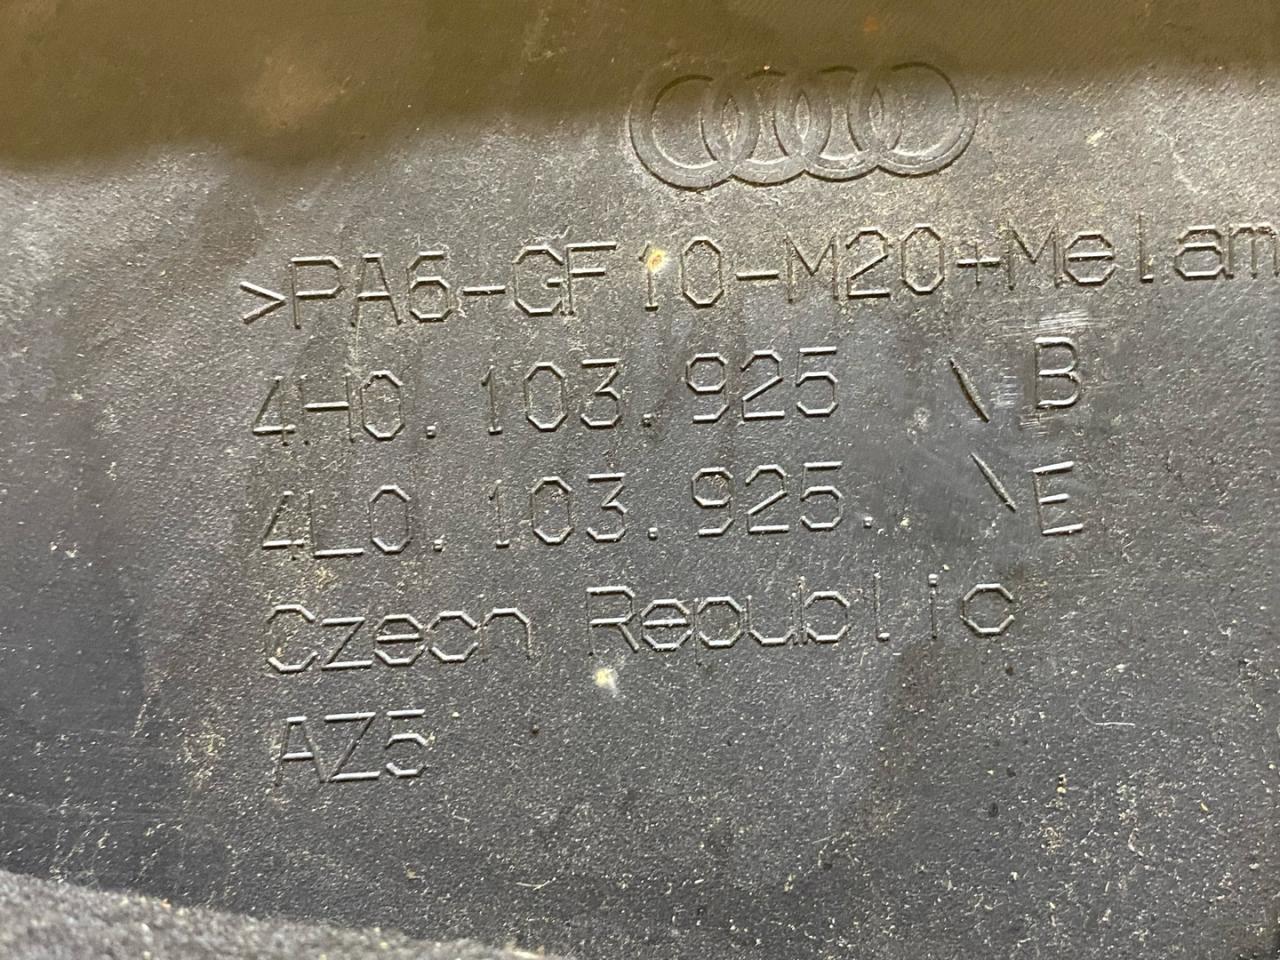 >PA6-GF10-M20+Melam
4H0.103.925 \ B
4L0.103.925. \ E
Czech Republic
AZ5